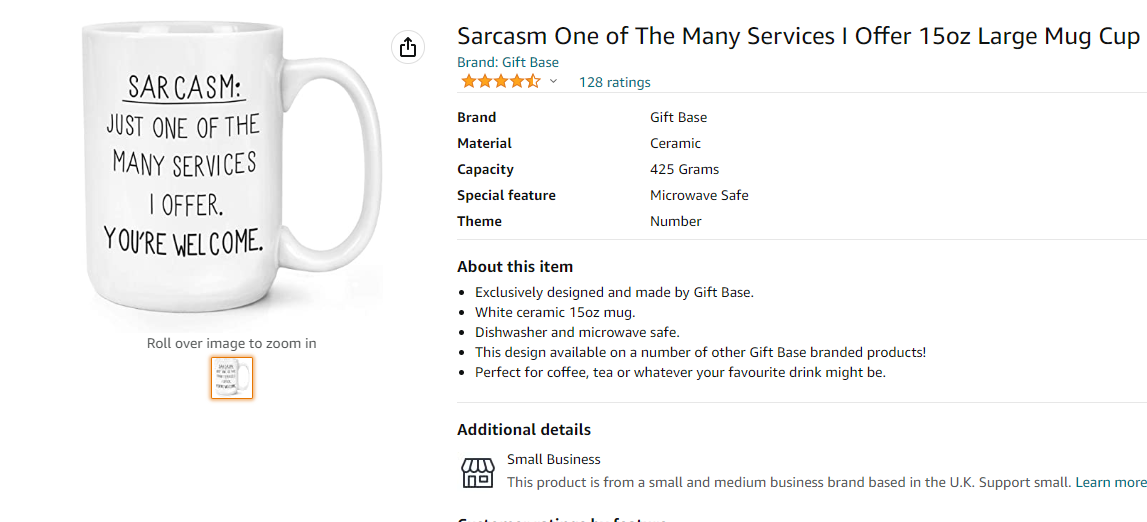 SARCASM:
JUST ONE OF THE
MANY SERVICES
I OFFER.
YOU'RE WELCOME.
Roll over image to zoom in
Sarcasm One of The Many Services I Offer 15oz Large Mug Cup
Brand: Gift Base
128 ratings
Brand Gift Base
Material Ceramic
Capacity 425 Grams
Special feature Microwave Safe
Theme Number
About this item
Exclusively designed and made by Gift Base.
White ceramic 15oz mug.
Dishwasher and microwave safe.
This design available on a number of other Gift Base branded products!
Perfect for coffee, tea or whatever your favourite drink might be.
Additional details
Small Business
This product is from a small and medium business brand based in the U.K. Support small. Learn more